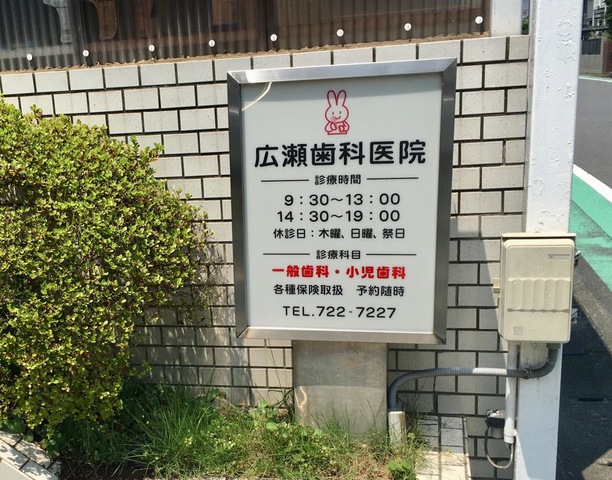 広瀬歯科医院
診療時間
9：30〜13：00
14：30〜19：00
休診日：木曜、日曜、祭日
診療科目
一般歯科・小児歯科
各種保険取扱　予約随時
TEL.722-7227